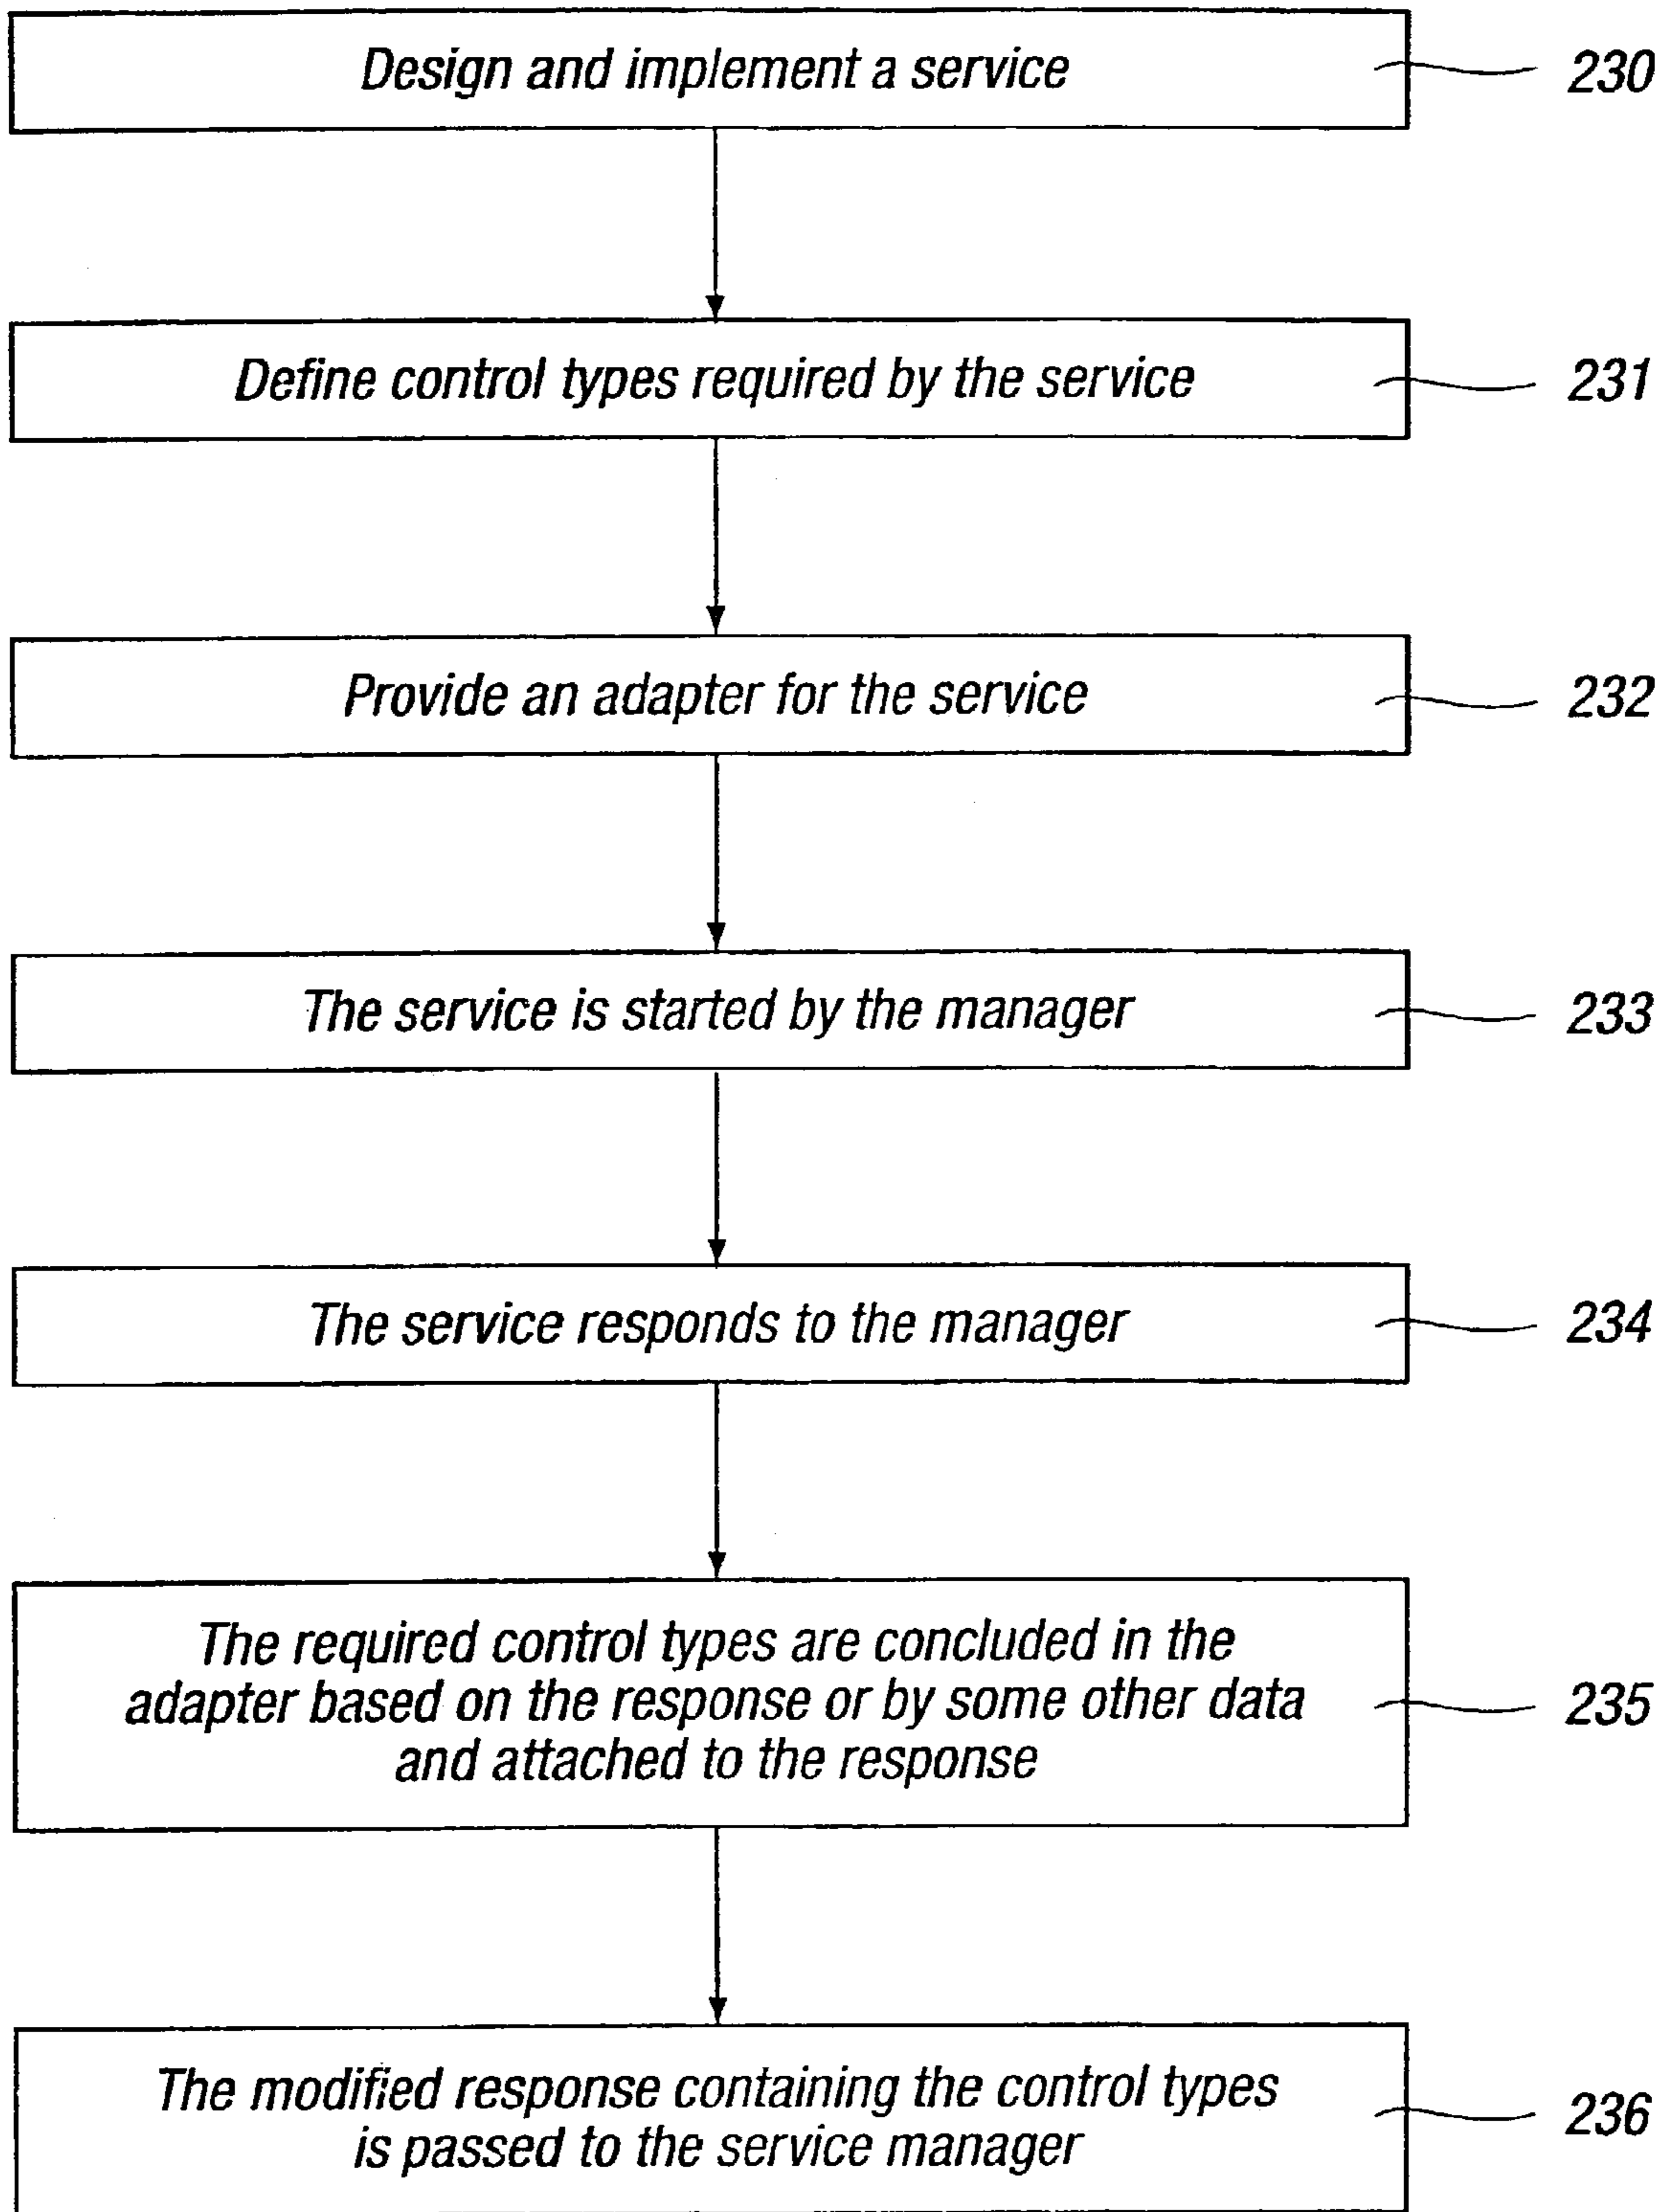 Design and implement a service
230
Define control types required by the service
231
Provide an adapter for the service
232
The service is started by the manager
233
The service responds to the manager
234
The required control types are concluded in the
adapter based on the response or by some other data
and attached to the response
235
The modified response containing the control types
is passed to the service manager
236